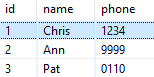 id name phone
1 Chris 1234
2 Ann 9999
3 Pat 0110